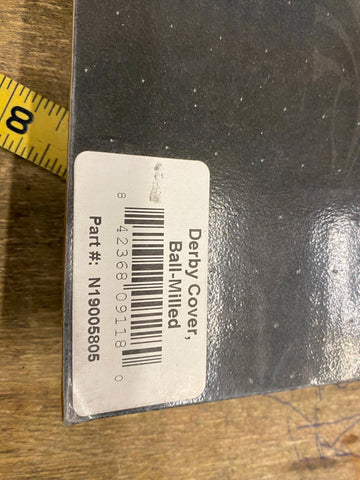 Derby Cover,
Ball-Milled
8 42368 09118 0
Part #: N19005805
8